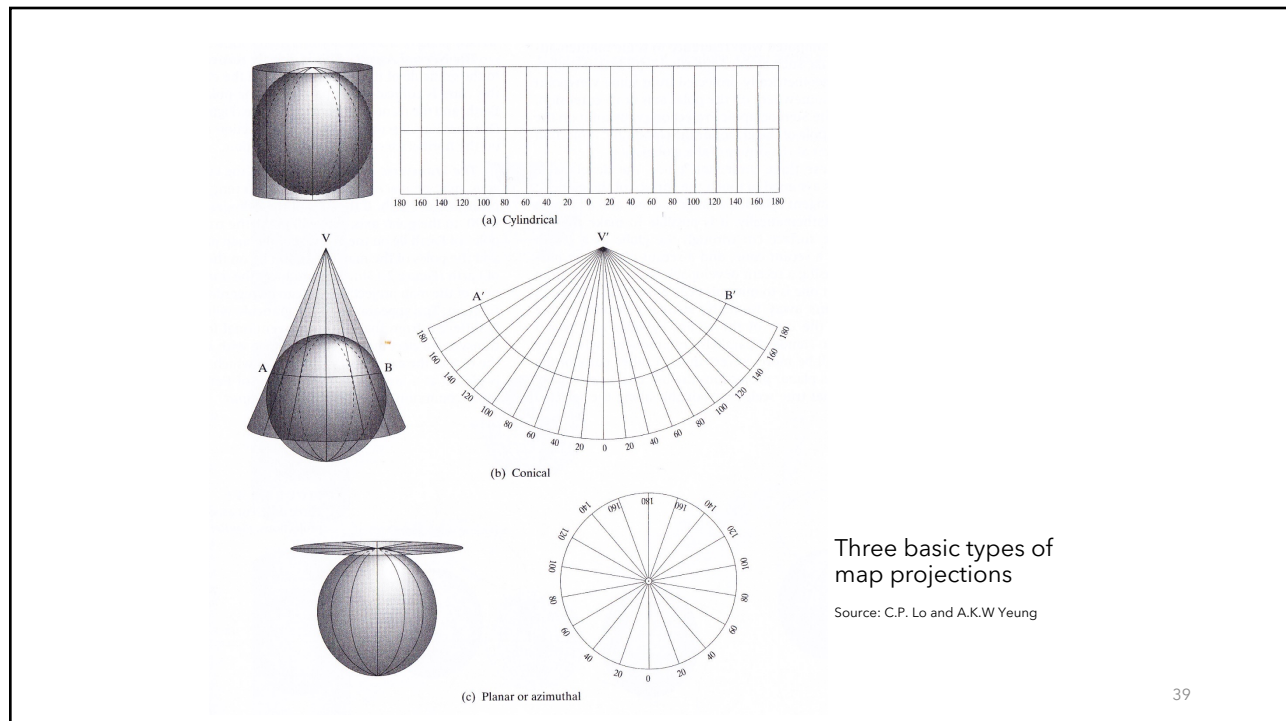 180 160 140 120 100 80 60 40 20 0 20 40 60 80 100 120 140 160 180
(a) Cylindrical
V
A B
V'
A' B'
180 160 140 120 100 80 60 40 20 0 20 40 60 80 100 120 140 160 180
(b) Conical
180
160 160
140 140
120 120
100 100
80 80
60 60
40 40
20 0 20
(c) Planar or azimuthal
Three basic types of
map projections
Source: C.P. Lo and A.K.W Yeung
39